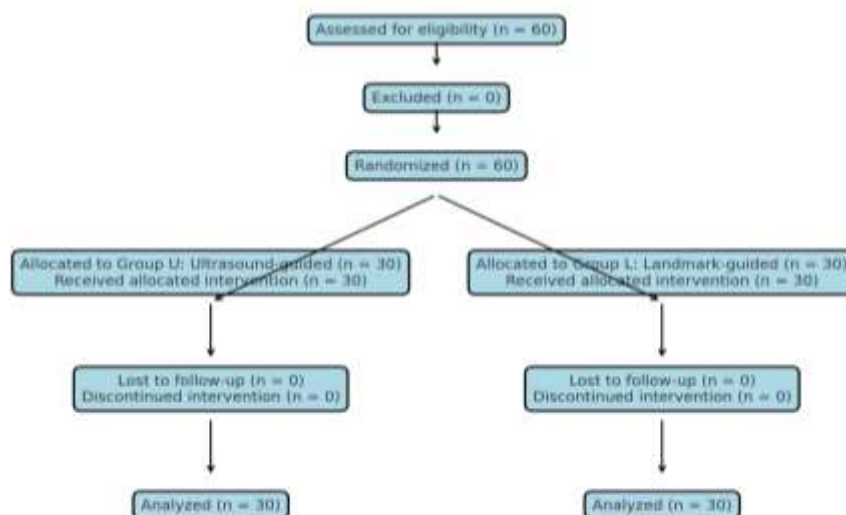 Assessed for eligibility (n = 60)
Excluded (n = 0)
Randomized (n = 60)
Allocated to Group U: Ultrasound-guided (n = 30)
Received allocated intervention (n = 30)
Allocated to Group L: Landmark-guided (n = 30)
Received allocated intervention (n = 30)
Lost to follow-up (n = 0)
Discontinued intervention (n = 0)
Lost to follow-up (n = 0)
Discontinued intervention (n = 0)
Analyzed (n = 30)
Analyzed (n = 30)